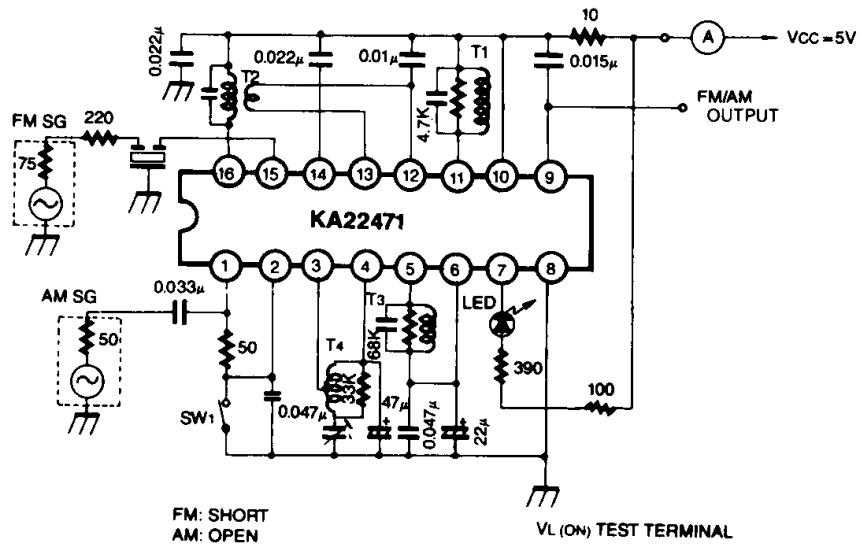 10
A
VCC = 5V
0.022μ
0.022μ
0.01μ
T1
0.015μ
T2
4.7K
FM/AM
OUTPUT
FM SG
220
75
16 15 14 13 12 11 10 9
KA22471
1 2 3 4 5 6 7 8
AM SG
0.033μ
50
50
T3
68K
LED
T4
33K
390
100
SW1
0.047μ
47μ
+
0.047μ
22μ
+
FM: SHORT
AM: OPEN
VL (ON) TEST TERMINAL